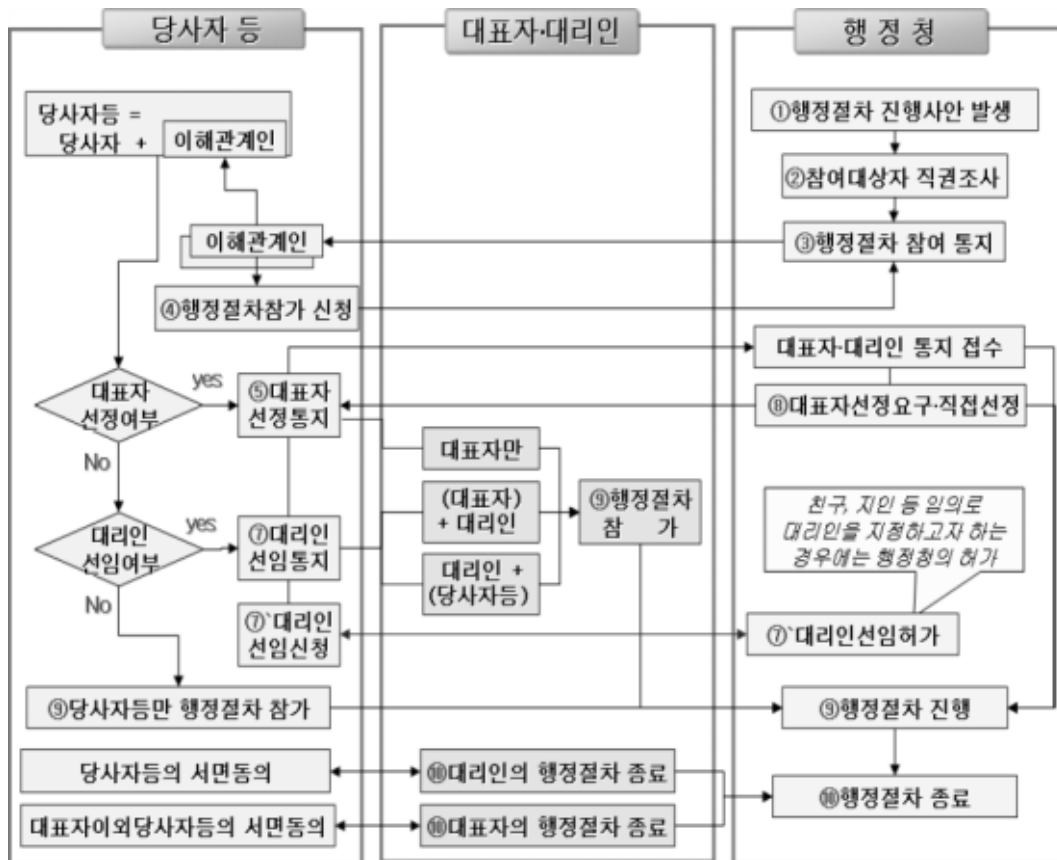 당사자 등
대표자·대리인
행 정 청
당사자등 =
당사자 +
이해관계인
①행정절차 진행사안 발생
②참여대상자 직권조사
이해관계인
③행정절차 참여 통지
④행정절차참가 신청
대표자·대리인 통지 접수
대표자
선정여부
yes
No
⑤대표자
선정통지
⑧대표자선정요구·직접선정
대표자만
(대표자)
+ 대리인
대리인 +
(당사자등)
⑨행정절차
참 가
친구, 지인 등 임의로
대리인을 지정하고자 하는
경우에는 행정청의 허가
대리인
선임여부
yes
No
⑦대리인
선임통지
⑦`대리인
선임신청
⑦`대리인선임허가
⑨당사자등만 행정절차 참가
⑨행정절차 진행
당사자등의 서면동의
⑩대리인의 행정절차 종료
⑩행정절차 종료
대표자이외당사자등의 서면동의
⑩대표자의 행정절차 종료